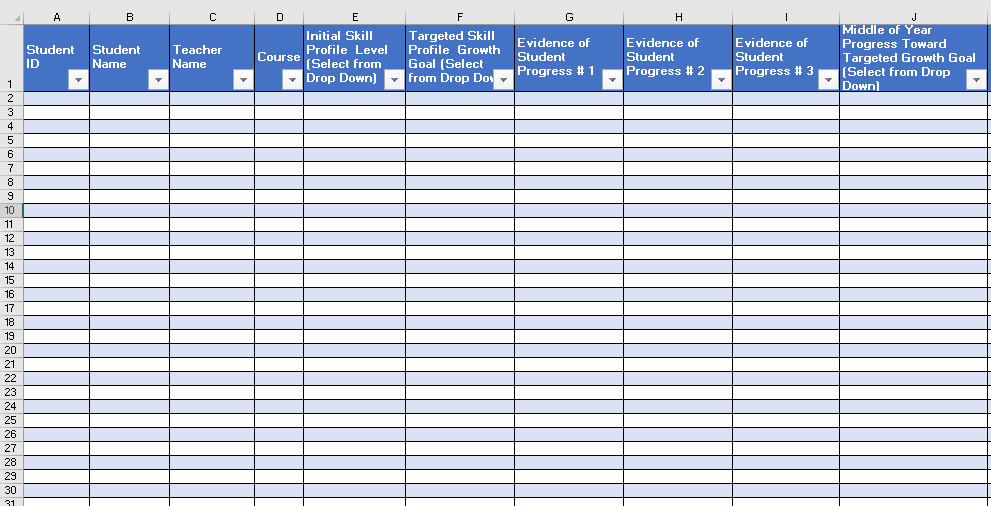 A B C D E F G H I J
1
Student
ID
Student
Name
Teacher
Name
Course
Initial Skill
Profile Level
(Select from
Drop Down)
Targeted Skill
Profile Growth
Goal (Select
from Drop Dow
Evidence of
Student
Progress # 1
Evidence of
Student
Progress # 2
Evidence of
Student
Progress # 3
Middle of Year
Progress Toward
Targeted Growth Goal
(Select from Drop
Down)
2
3
4
5
6
7
8
9
10
11
12
13
14
15
16
17
18
19
20
21
22
23
24
25
26
27
28
29
30
31